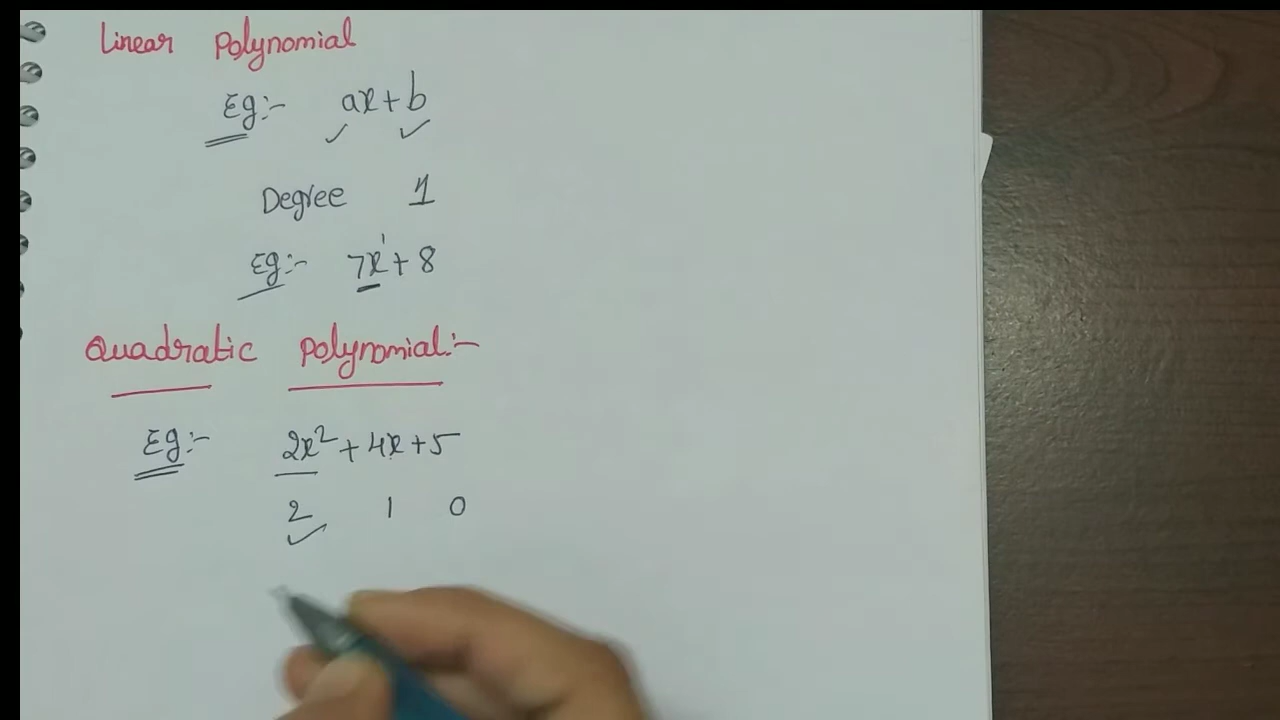 Linear Polynomial
Eg:- ax+b
Degree 1
Eg:- 7x¹+8
Quadratic Polynomial:-
Eg:- 2x²+4x+5
2 1 0